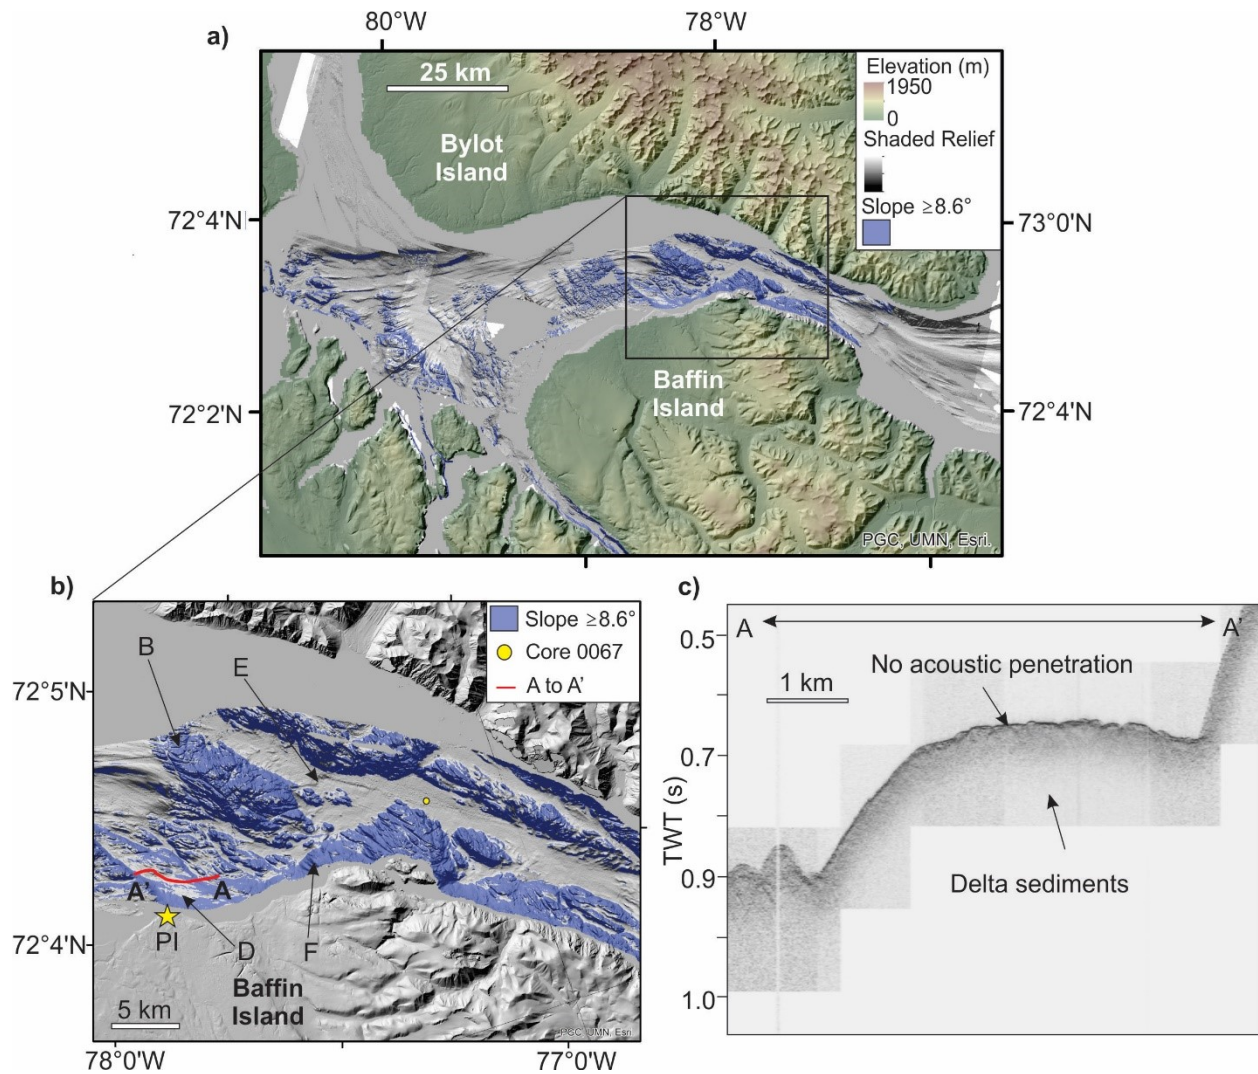 80°W
78°W
a)
25 km
Elevation (m)
1950
0
Shaded Relief
Slope ≥8.6°
Bylot
Island
72°4'N
73°0'N
72°2'N
72°4'N
Baffin
Island
PGC, UMN, Esri.
b)
Slope ≥8.6°
Core 0067
A to A'
B
E
72°5'N
A'
A
PI
D
F
72°4'N
Baffin
Island
5 km
PGC, UMN, Esri
78°0'W
77°0'W
c)
A
A'
0.5
No acoustic penetration
1 km
0.7
TWT (s)
0.9
Delta sediments
1.0